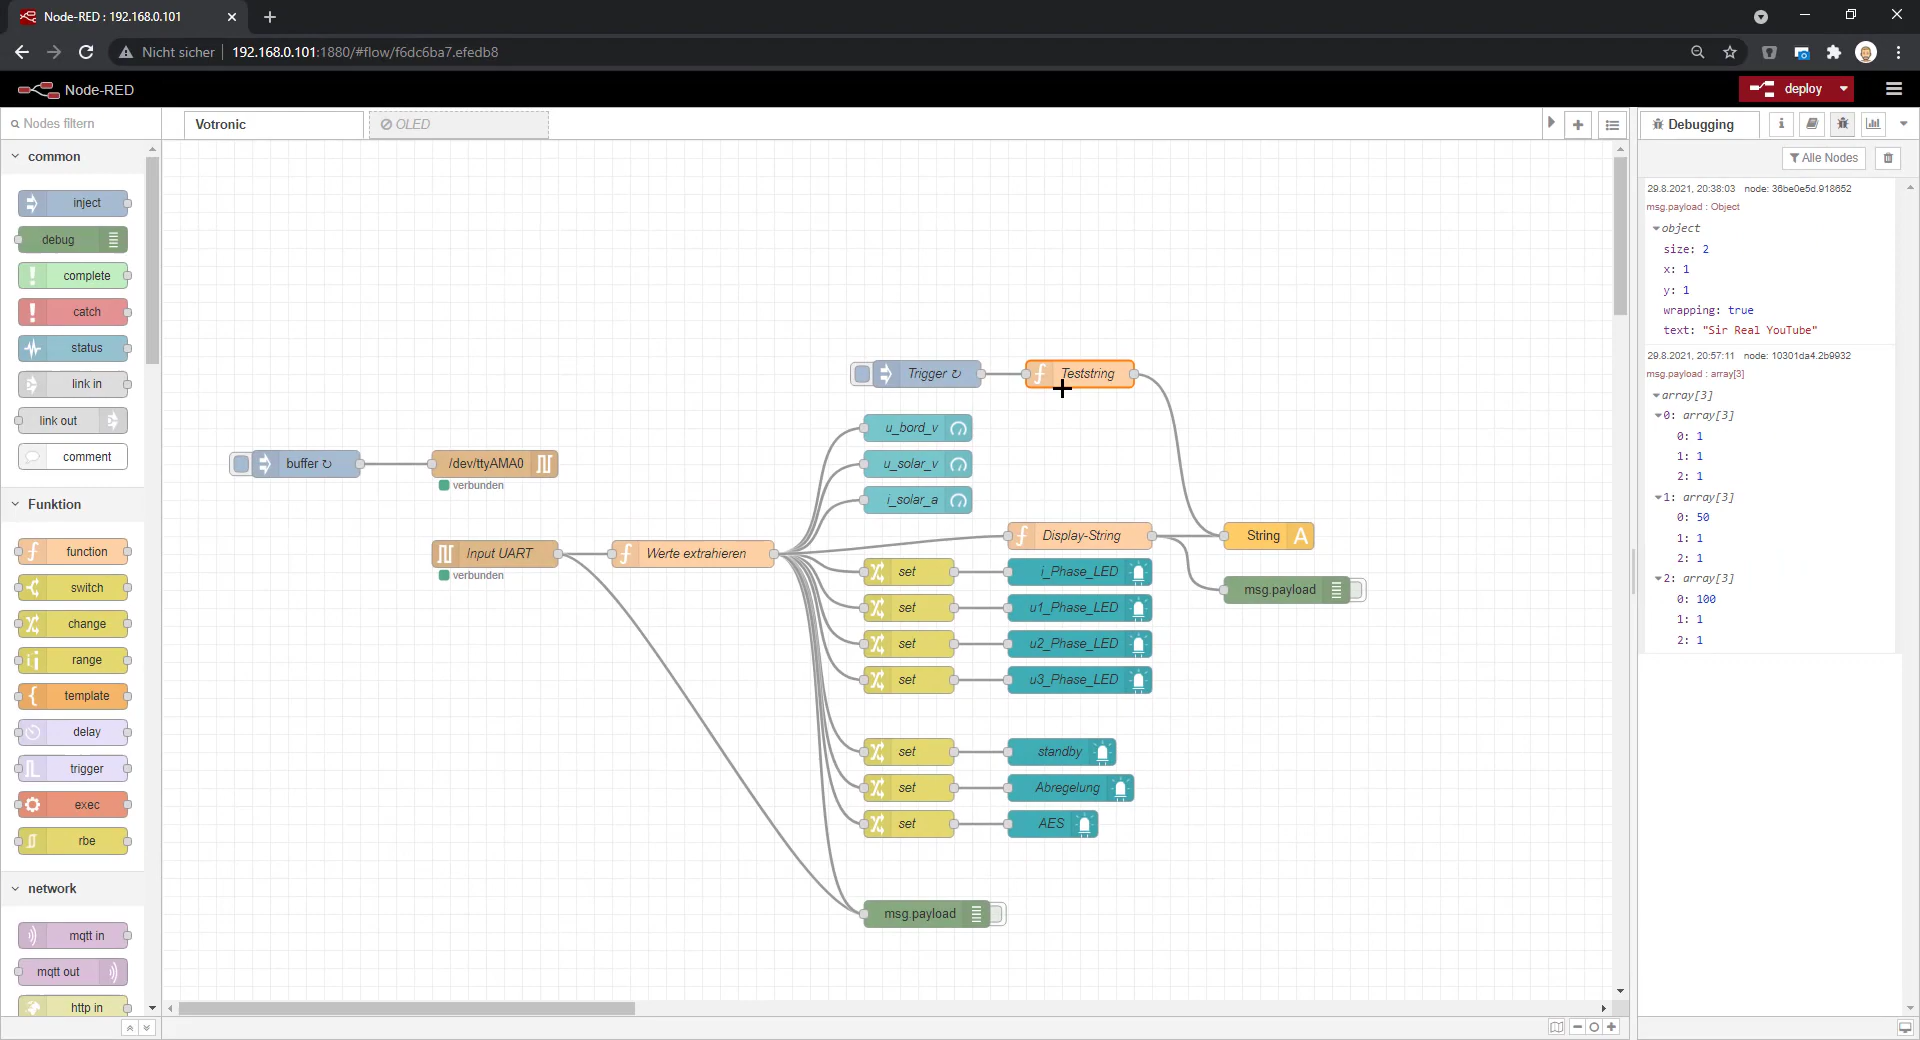 Node-RED : 192.168.0.101
Nicht sicher
192.168.0.101:1880/#flow/f6dc6ba7.efedb8
Node-RED
deploy
Nodes filtern
common
inject
debug
complete
catch
status
link in
link out
comment
Funktion
function
switch
change
range
template
delay
trigger
exec
rbe
network
mqtt in
mqtt out
http in
Votronic
OLED
Trigger ↻
Teststring
u_bord_v
buffer ↻
/dev/ttyAMA0
verbunden
u_solar_v
i_solar_a
Input UART
verbunden
Werte extrahieren
Display-String
String
set
i_Phase_LED
msg.payload
set
u1_Phase_LED
set
u2_Phase_LED
set
u3_Phase_LED
set
standby
set
Abregelung
set
AES
msg.payload
Debugging
Alle Nodes
29.8.2021, 20:38:03 node: 36be0e5d.918652
msg.payload : Object
object
size: 2
x: 1
y: 1
wrapping: true
text: "Sir Real YouTube"
29.8.2021, 20:57:11 node: 10301da4.2b9932
msg.payload : array[3]
array[3]
0: array[3]
0: 1
1: 1
2: 1
1: array[3]
0: 50
1: 1
2: 1
2: array[3]
0: 100
1: 1
2: 1